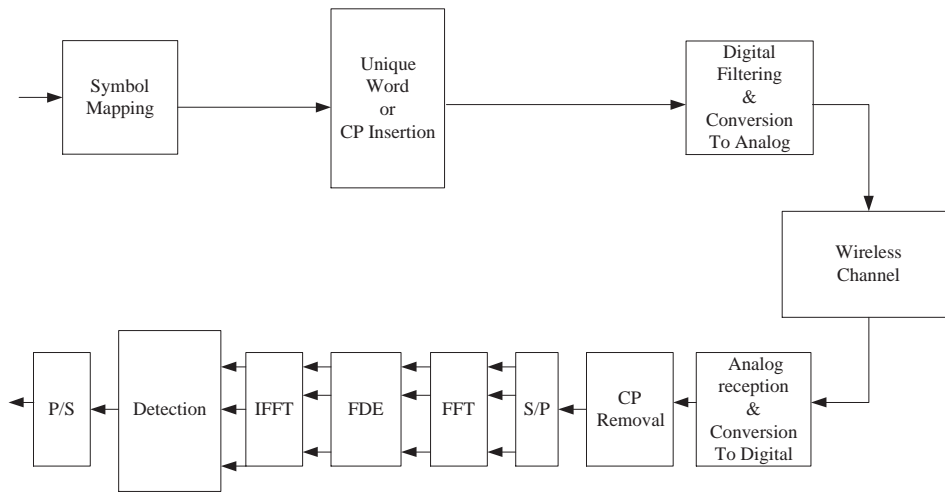 Symbol
Mapping
Unique
Word
or
CP Insertion
Digital
Filtering
&
Conversion
To Analog
Wireless
Channel
P/S
Detection
IFFT
FDE
FFT
S/P
CP
Removal
Analog
reception
&
Conversion
To Digital